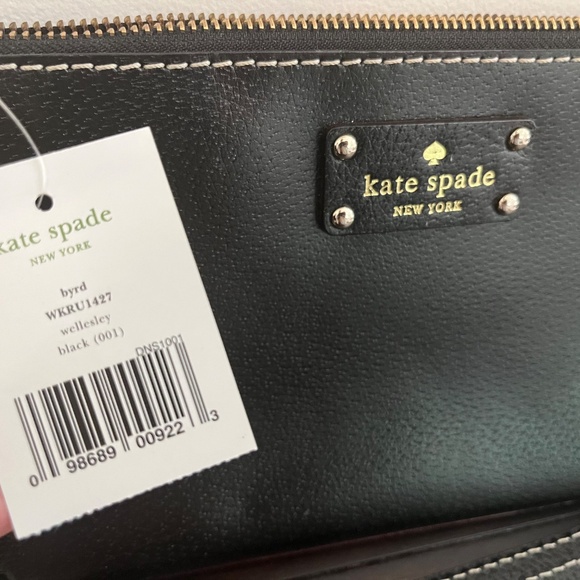 kate spade
NEW YORK
byrd
WKRU1427
wellesley
black (001)
DNS1001
0 98689 00922 3
kate spade
NEW YORK